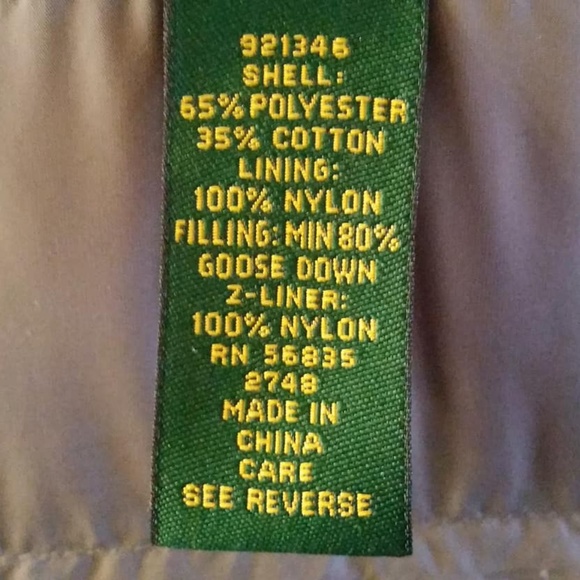 921346
SHELL:
65% POLYESTER
35% COTTON
LINING:
100% NYLON
FILLING: MIN 80%
GOOSE DOWN
Z-LINER:
100% NYLON
RN 56835
2748
MADE IN
CHINA
CARE
SEE REVERSE